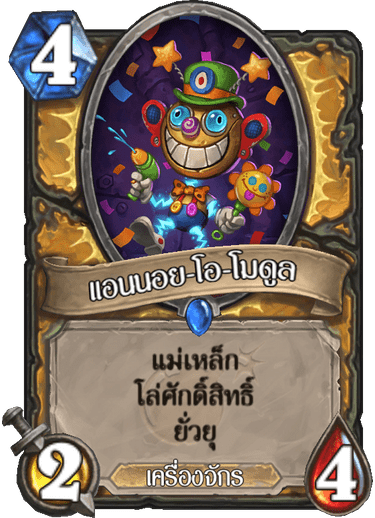 4
แอนนอย-โอ-โมดูล
แม่เหล็ก
โล่ศักดิ์สิทธิ์
ยั่วยุ
2
เครื่องจักร
4